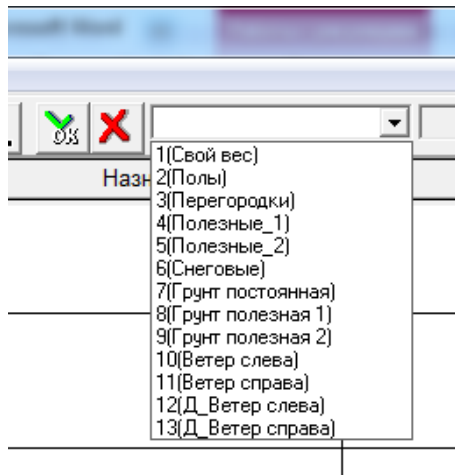 OK
Назн
1(Свой вес)
2(Полы)
3(Перегородки)
4(Полезные_1)
5(Полезные_2)
6(Снеговые)
7(Грунт постоянная)
8(Грунт полезная 1)
9(Грунт полезная 2)
10(Ветер слева)
11(Ветер справа)
12(Д_Ветер слева)
13(Д_Ветер справа)